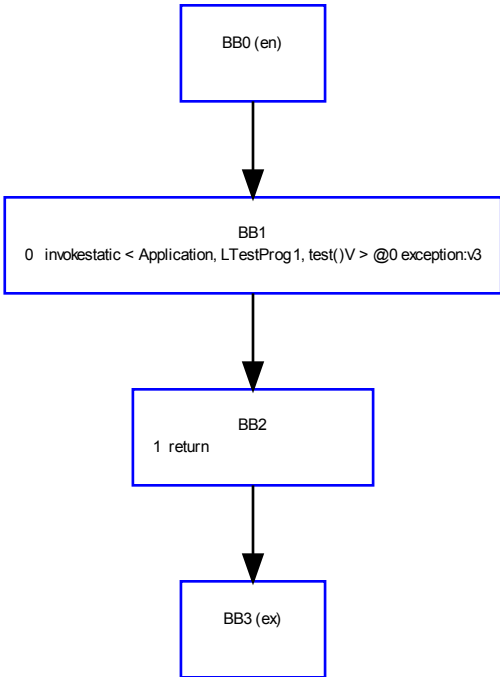 BB0 (en)
BB1
0 invokestatic < Application, LTestProg1, test()V > @0 exception:v3
BB2
1 return
BB3 (ex)